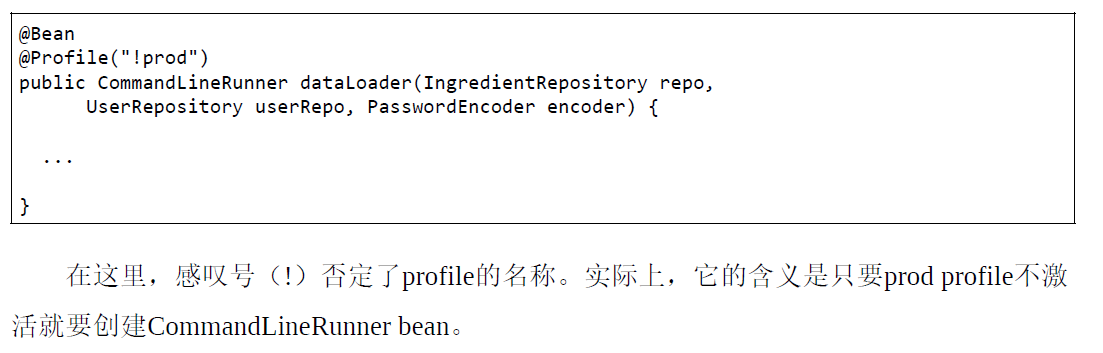 @Bean
@Profile("!prod")
public CommandLineRunner dataLoader(IngredientRepository repo,
      UserRepository userRepo, PasswordEncoder encoder) {
  ...
}
在这里，感叹号（!）否定了profile的名称。实际上，它的含义是只要prod profile不激
活就要创建CommandLineRunner bean。